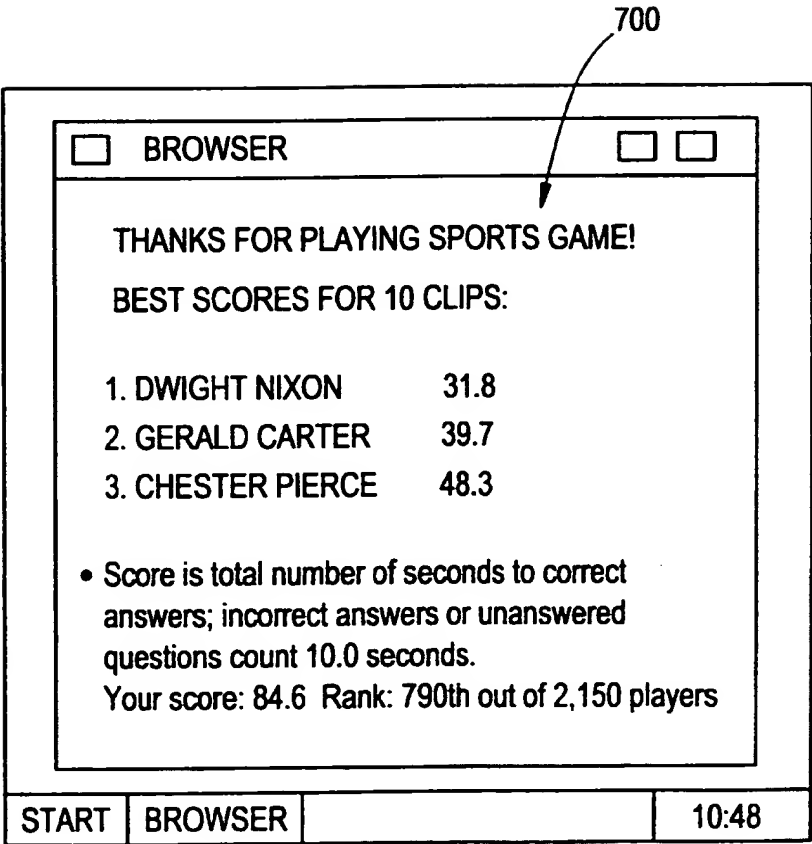 700
BROWSER
THANKS FOR PLAYING SPORTS GAME!
BEST SCORES FOR 10 CLIPS:
1. DWIGHT NIXON 31.8
2. GERALD CARTER 39.7
3. CHESTER PIERCE 48.3
• Score is total number of seconds to correct
answers; incorrect answers or unanswered
questions count 10.0 seconds.
Your score: 84.6 Rank: 790th out of 2,150 players
START BROWSER 10:48